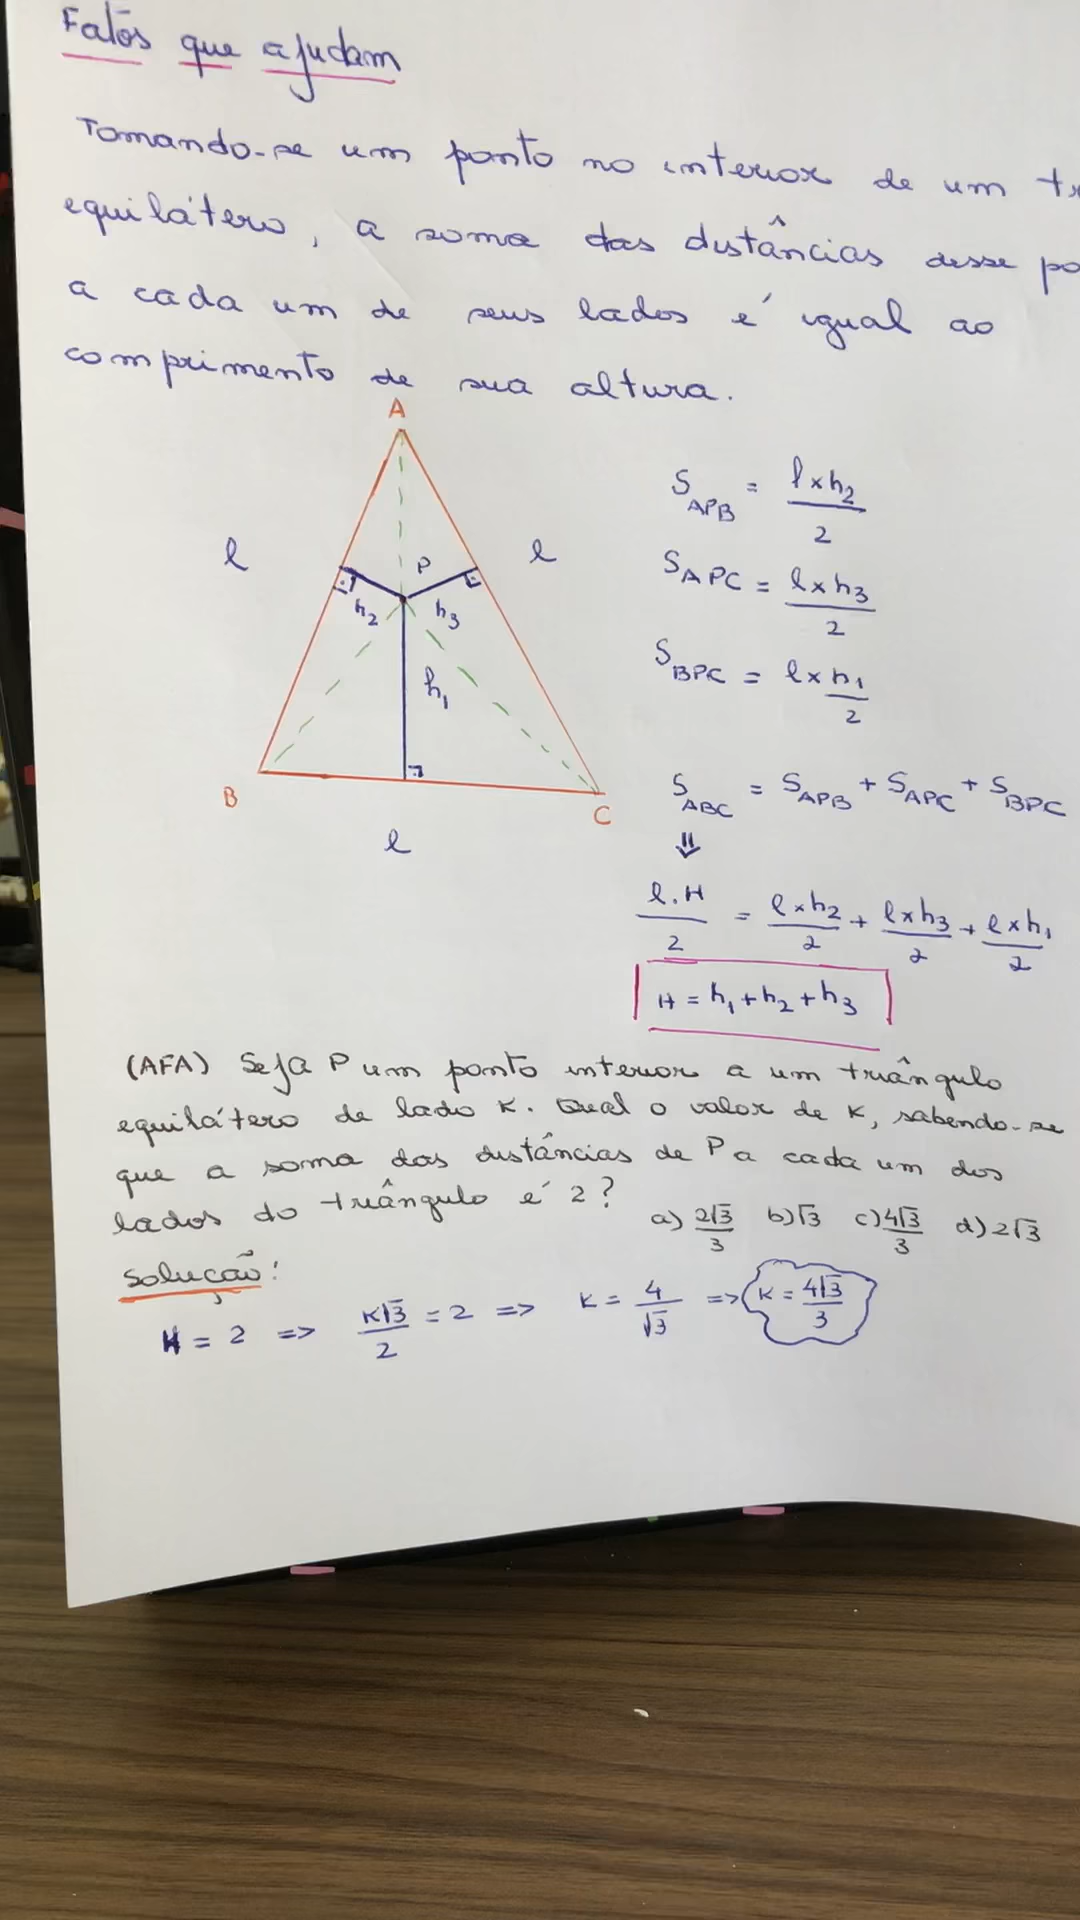 Fatos que ajudam
Tomando-se um ponto no interior de um
equilátero, a soma das distâncias desse
a cada um de seus lados é igual ao
comprimento de sua altura.
A
l
l
P
h2
h3
h1
B
C
l
S_APB = l×h2/2
S_APC = l×h3/2
S_BPC = l×h1/2
S_ABC = S_APB + S_APC + S_BPC
⇓
l.H/2 = l×h2/2 + l×h3/2 + l×h1/2
H = h1 + h2 + h3
(AFA) Seja P um ponto interior a um triângulo
equilátero de lado K. Qual o valor de K, sabendo-se
que a soma das distâncias de P a cada um dos
lados do triângulo é 2? a) 2√3/3 b) √3 c) 4√3/3 d) 2√3
solução:
H = 2 => K√3/2 = 2 => K = 4/√3 => K = 4√3/3